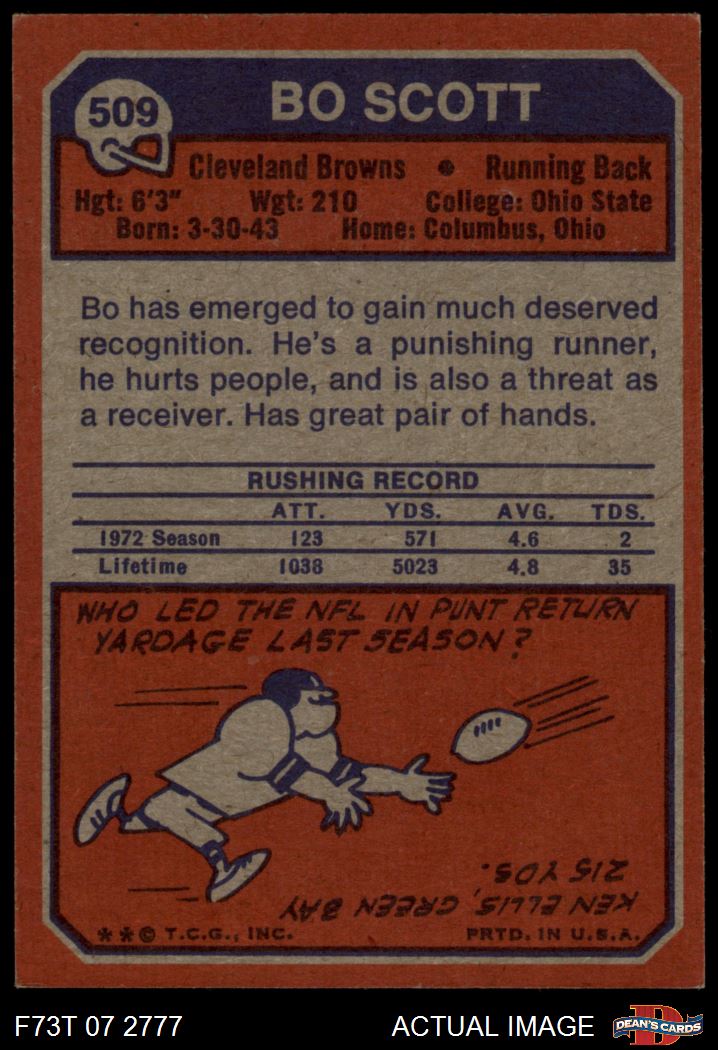 509
BO SCOTT
Cleveland Browns • Running Back
Hgt: 6'3" Wgt: 210 College: Ohio State
Born: 3-30-43 Home: Columbus, Ohio
Bo has emerged to gain much deserved
recognition. He's a punishing runner,
he hurts people, and is also a threat as
a receiver. Has great pair of hands.
RUSHING RECORD
ATT. YDS. AVG. TDS.
1972 Season 123 571 4.6 2
Lifetime 1038 5023 4.8 35
WHO LED THE NFL IN PUNT RETURN
YARDAGE LAST SEASON?
KEN ELLIS, GREEN BAY
215 YDS.
**© T.C.G., INC. PRTD. IN U.S.A.
F73T 07 2777 ACTUAL IMAGE
D
DEAN'S CARDS